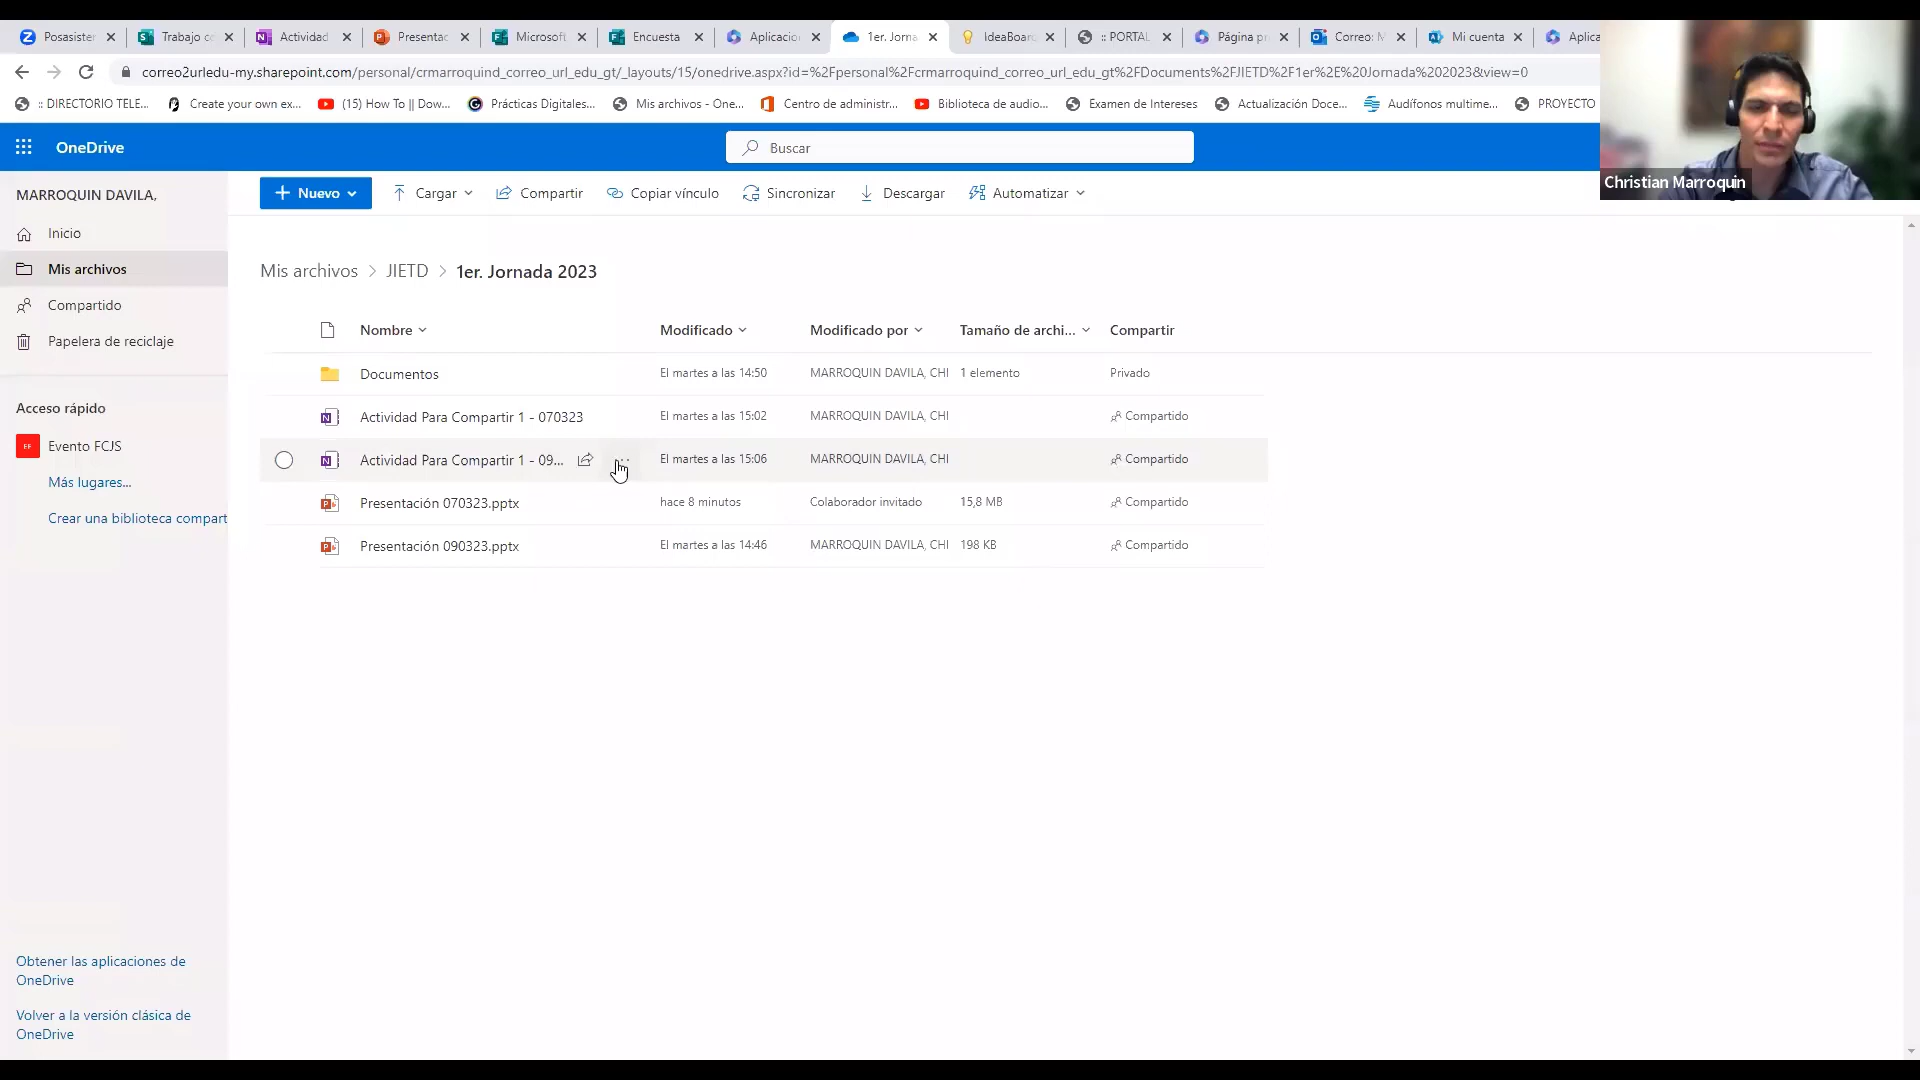 Posasister
Trabajo co
Actividad
Presentac
Microsoft
Encuesta
Aplicacio
1er. Jorna
IdeaBoard
:: PORTAL
Página pr
Correo: M
Mi cuenta
Aplica
correo2urledu-my.sharepoint.com/personal/crmarroquind_correo_url_edu_gt/_layouts/15/onedrive.aspx?id=%2Fpersonal%2Fcrmarroquind_correo_url_edu_gt%2FDocuments%2FJIETD%2F1er%2E%20Jornada%202023&view=0
:: DIRECTORIO TELE...
Create your own ex...
(15) How To || Dow...
Prácticas Digitales...
Mis archivos - One...
Centro de administr...
Biblioteca de audio...
Examen de Intereses
Actualización Doce...
Audífonos multime...
PROYECTO
OneDrive
Buscar
Christian Marroquin
MARROQUIN DAVILA,
Inicio
Mis archivos
Compartido
Papelera de reciclaje
Acceso rápido
EF Evento FCJS
Más lugares...
Crear una biblioteca compart
Obtener las aplicaciones de
OneDrive
Volver a la versión clásica de
OneDrive
Nuevo Cargar Compartir Copiar vínculo Sincronizar Descargar Automatizar
Mis archivos > JIETD > 1er. Jornada 2023
Nombre Modificado Modificado por Tamaño de archi... Compartir
Documentos El martes a las 14:50 MARROQUIN DAVILA, CHI 1 elemento Privado
Actividad Para Compartir 1 - 070323 El martes a las 15:02 MARROQUIN DAVILA, CHI Compartido
Actividad Para Compartir 1 - 09... El martes a las 15:06 MARROQUIN DAVILA, CHI Compartido
Presentación 070323.pptx hace 8 minutos Colaborador invitado 15,8 MB Compartido
Presentación 090323.pptx El martes a las 14:46 MARROQUIN DAVILA, CHI 198 KB Compartido